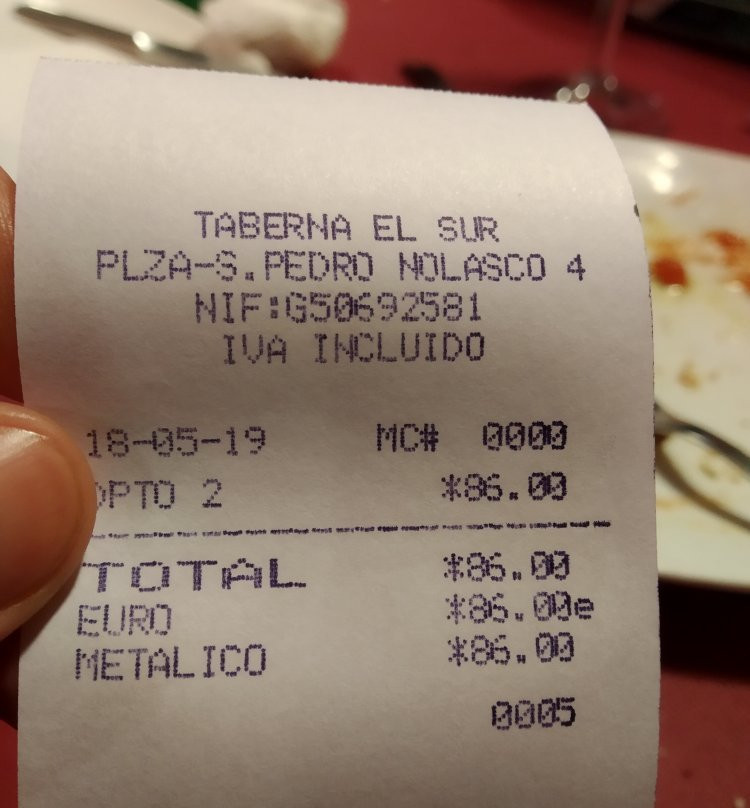 TABERNA EL SUR
PLZA-S.PEDRO NOLASCO 4
NIF:G50692581
IVA INCLUIDO
18-05-19 MC# 0000
DPTO 2 *86.00
TOTAL *86.00
EURO *86.00e
METALICO *86.00
0005